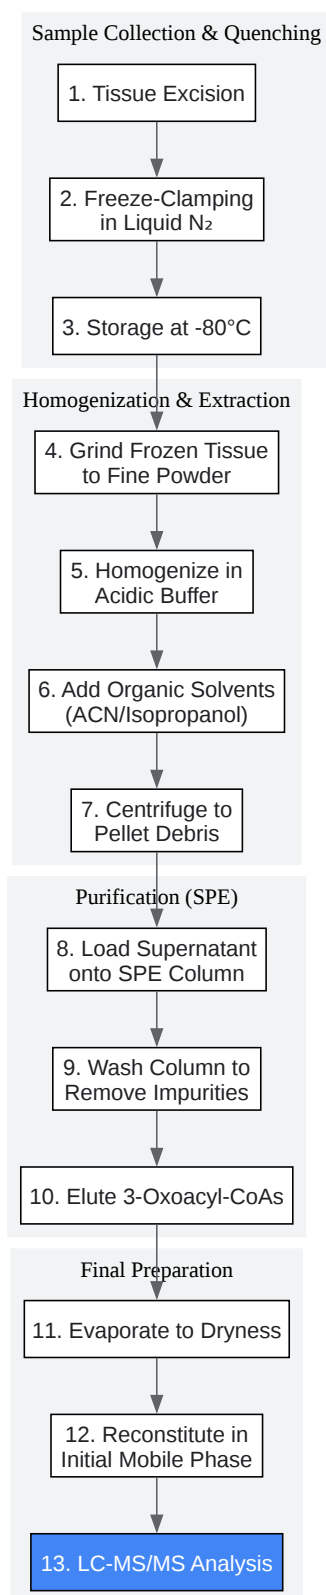 Sample Collection & Quenching
1. Tissue Excision
2. Freeze-Clamping
in Liquid N₂
3. Storage at -80°C
Homogenization & Extraction
4. Grind Frozen Tissue
to Fine Powder
5. Homogenize in
Acidic Buffer
6. Add Organic Solvents
(ACN/Isopropanol)
7. Centrifuge to
Pellet Debris
Purification (SPE)
8. Load Supernatant
onto SPE Column
9. Wash Column to
Remove Impurities
10. Elute 3-Oxoacyl-CoAs
Final Preparation
11. Evaporate to Dryness
12. Reconstitute in
Initial Mobile Phase
13. LC-MS/MS Analysis